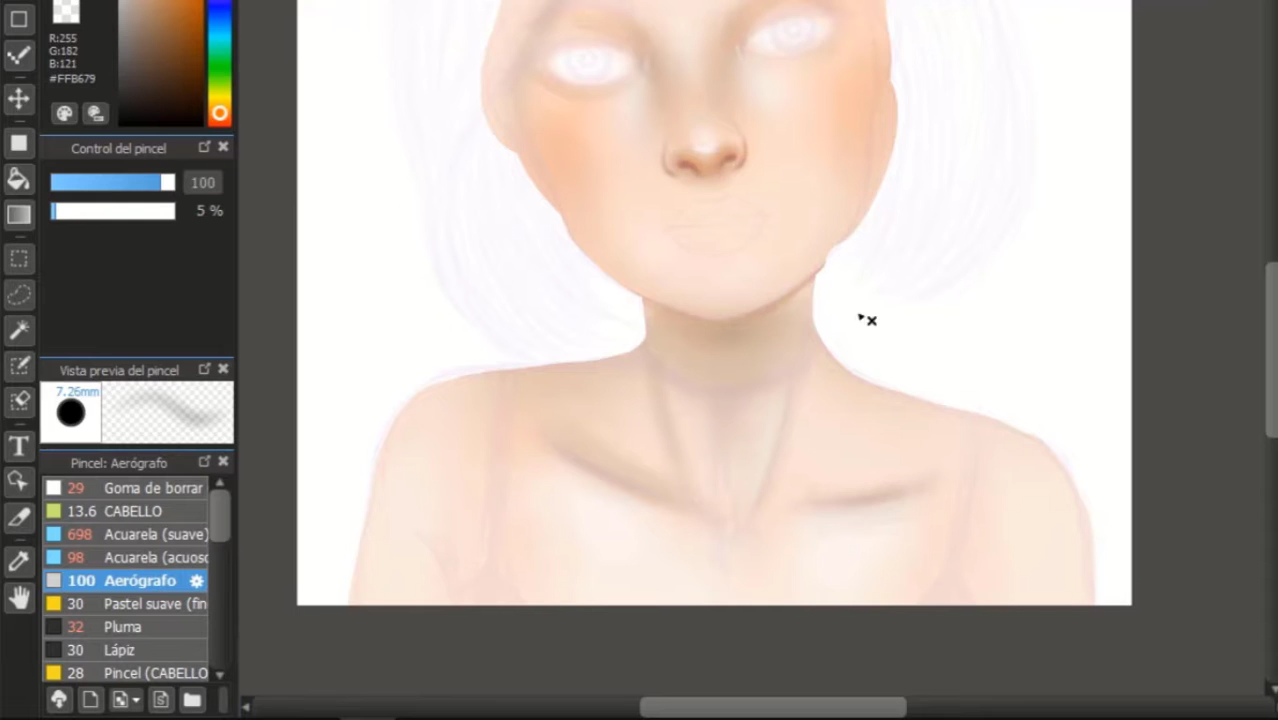 R:255
G:182
B:121
#FFB679
Control del pincel
100
5 %
Vista previa del pincel
7.26mm
Pincel: Aerógrafo
29 Goma de borrar
13.6 CABELLO
698 Acuarela (suave)
98 Acuarela (acuoso
100 Aerógrafo
30 Pastel suave (fin
32 Pluma
30 Lápiz
28 Pincel (CABELLO
T